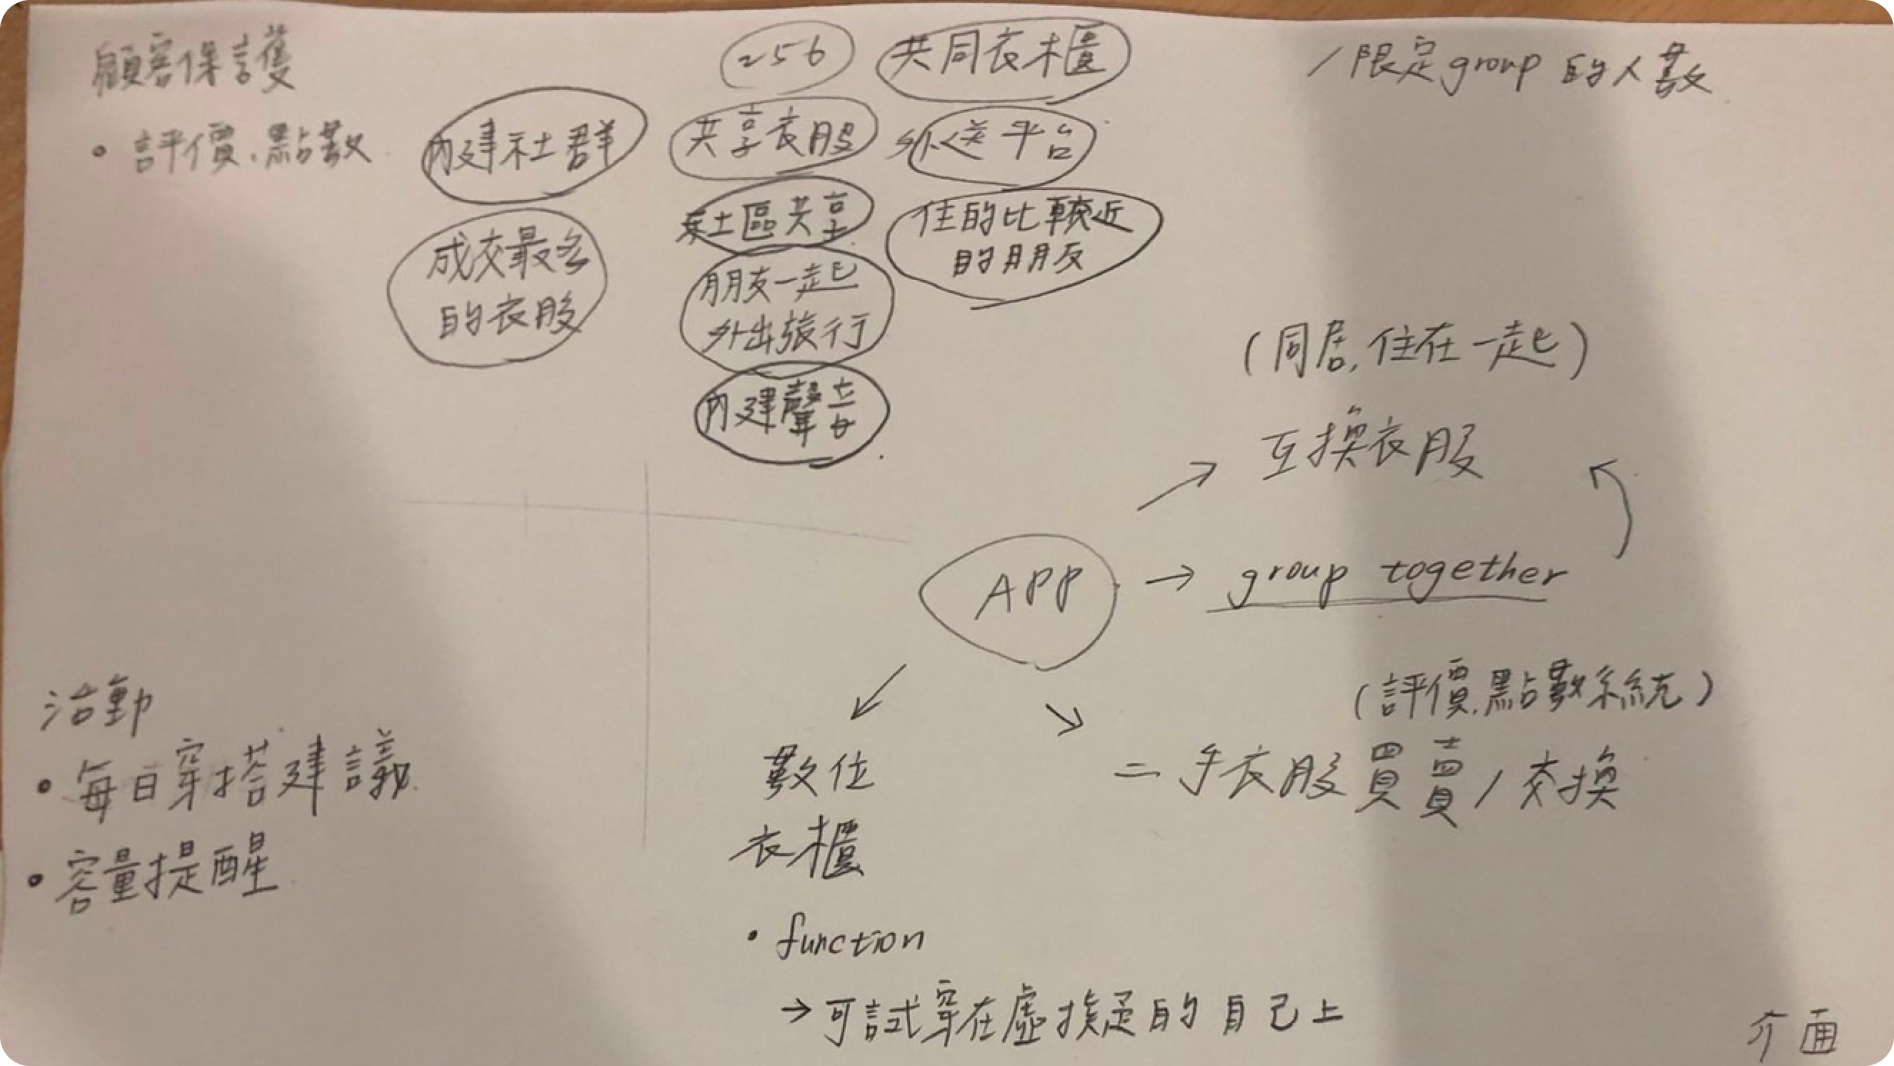 顧客保護
• 評價、點數
內建社群
成交最多
的衣服
256
共享衣服
社區共享
朋友一起
外出旅行
內建聲音
共同衣櫃
外送平台
住的比較近
的朋友
/限定group的人數
(同居,住在一起)
互換衣服
APP → group together
(評價,點數系統)
二手衣服買賣/交換
數位
衣櫃
• function
→可試穿在虛擬的自己上
活動
• 每日穿搭建議
• 容量提醒
介面